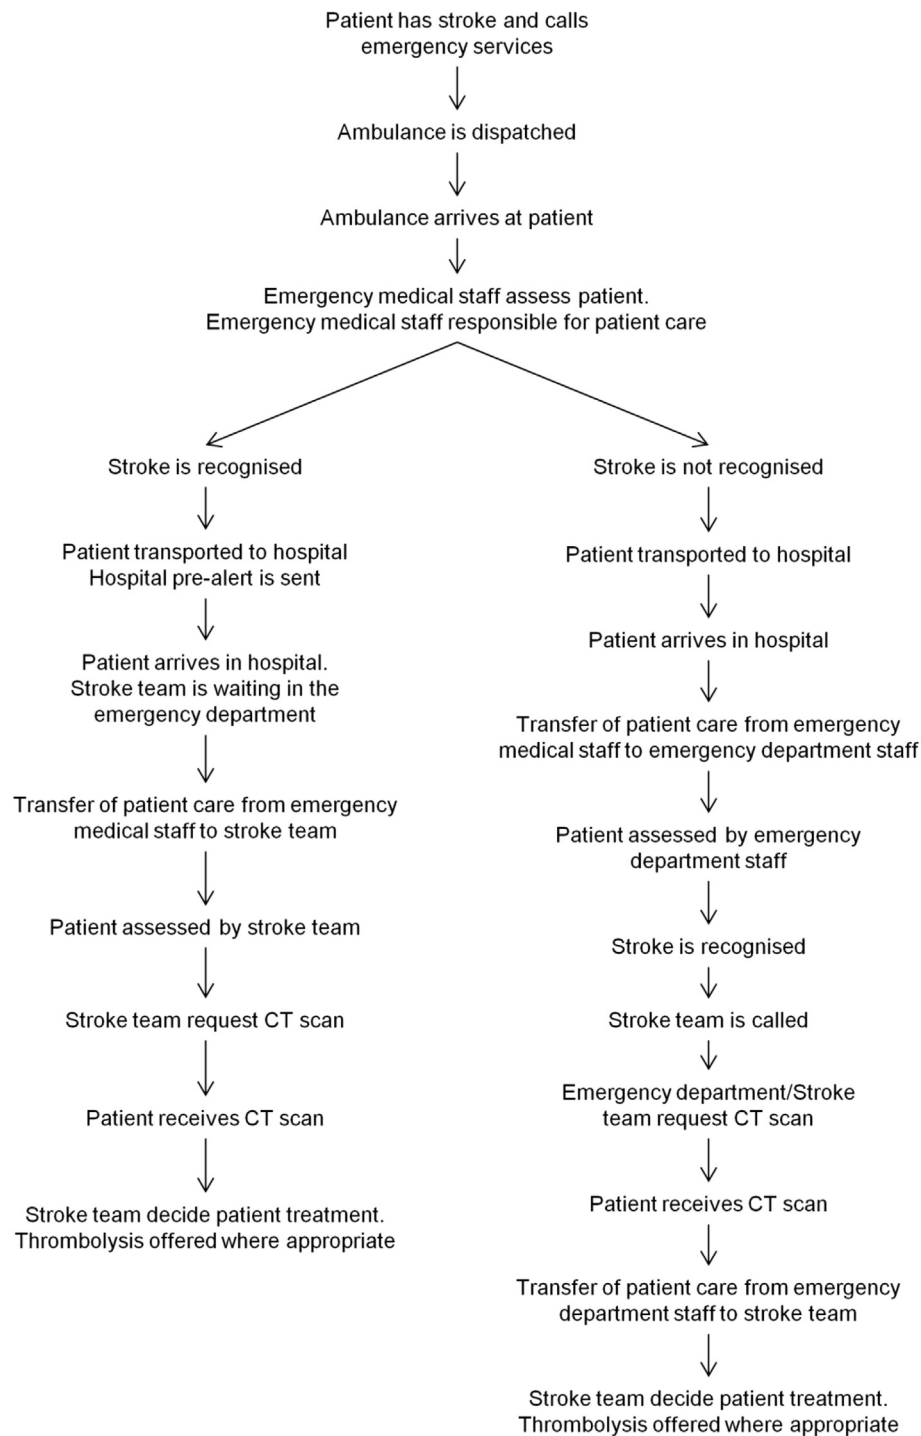 Patient has stroke and calls
emergency services
Ambulance is dispatched
Ambulance arrives at patient
Emergency medical staff assess patient.
Emergency medical staff responsible for patient care
Stroke is recognised
Patient transported to hospital
Hospital pre-alert is sent
Patient arrives in hospital.
Stroke team is waiting in the
emergency department
Transfer of patient care from emergency
medical staff to stroke team
Patient assessed by stroke team
Stroke team request CT scan
Patient receives CT scan
Stroke team decide patient treatment.
Thrombolysis offered where appropriate
Stroke is not recognised
Patient transported to hospital
Patient arrives in hospital
Transfer of patient care from emergency
medical staff to emergency department staff
Patient assessed by emergency
department staff
Stroke is recognised
Stroke team is called
Emergency department/Stroke
team request CT scan
Patient receives CT scan
Transfer of patient care from emergency
department staff to stroke team
Stroke team decide patient treatment.
Thrombolysis offered where appropriate